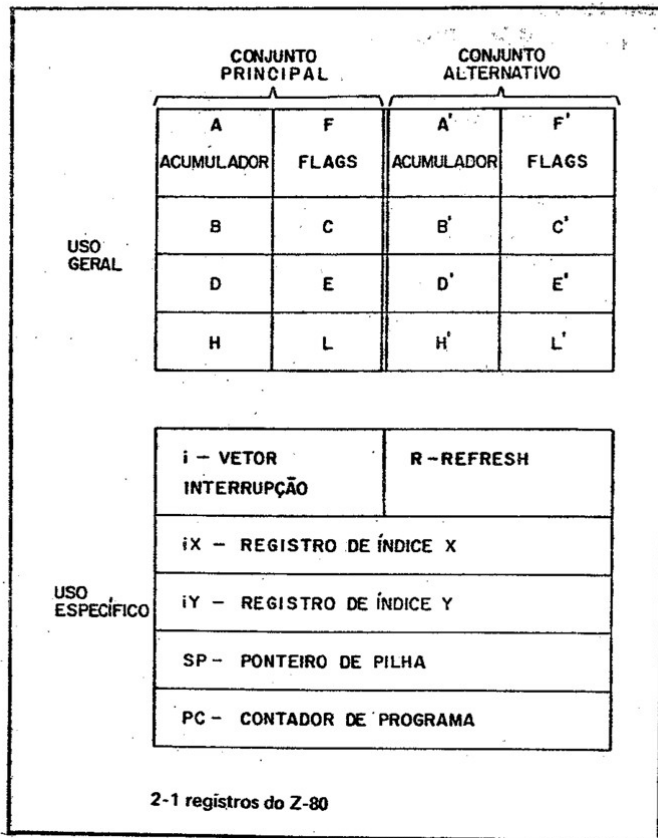 CONJUNTO PRINCIPAL
CONJUNTO ALTERNATIVO
A ACUMULADOR
F FLAGS
A' ACUMULADOR
F' FLAGS
USO GERAL
B C B' C'
D E D' E'
H L H' L'
i – VETOR INTERRUPÇÃO
R – REFRESH
USO ESPECÍFICO
iX – REGISTRO DE ÍNDICE X
iY – REGISTRO DE ÍNDICE Y
SP – PONTEIRO DE PILHA
PC – CONTADOR DE PROGRAMA
2-1 registros do Z-80